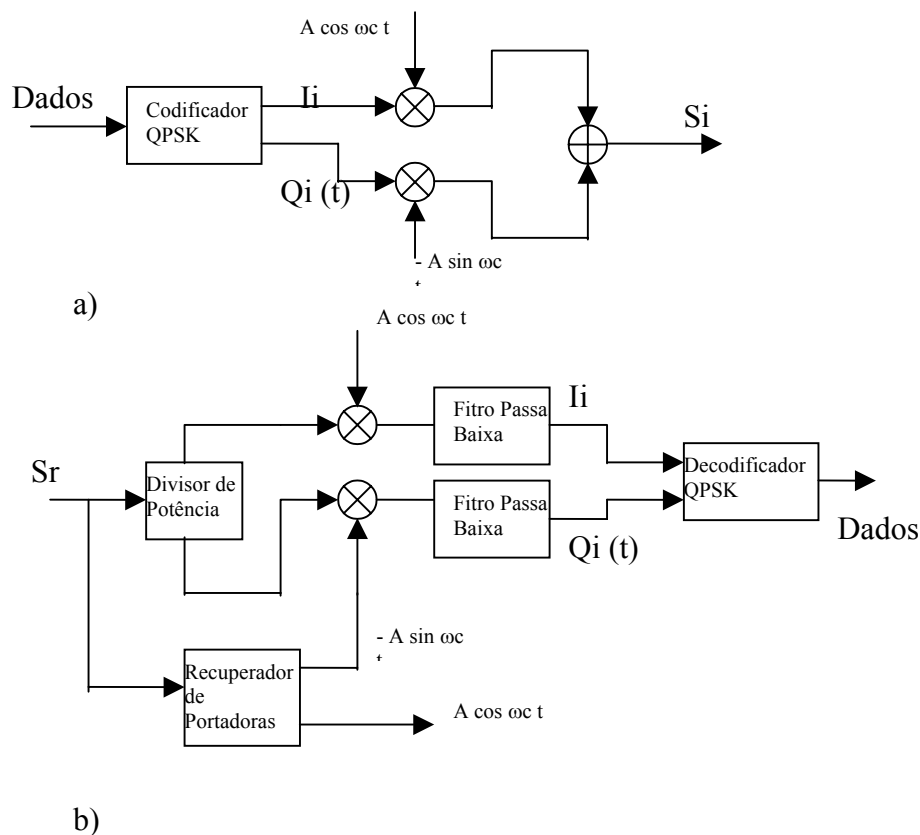 A cos ωc t
Dados
Codificador
QPSK
Ii
Si
Qi (t)
- A sin ωc
a)
A cos ωc t
Fitro Passa
Baixa
Ii
Sr
Divisor de
Potência
Decodificador
QPSK
Fitro Passa
Baixa
Dados
Qi (t)
- A sin ωc
Recuperador
de
Portadoras
A cos ωc t
b)